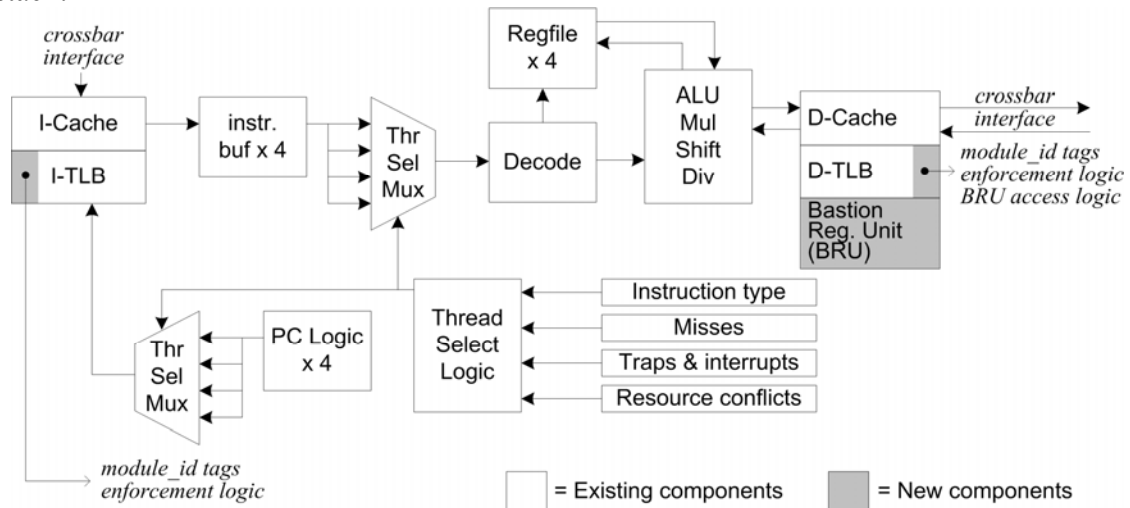 crossbar
interface
I-Cache
I-TLB
instr.
buf x 4
Thr
Sel
Mux
Regfile
x 4
Decode
ALU
Mul
Shift
Div
D-Cache
D-TLB
Bastion
Reg. Unit
(BRU)
crossbar
interface
module_id tags
enforcement logic
BRU access logic
Thr
Sel
Mux
PC Logic
x 4
Thread
Select
Logic
Instruction type
Misses
Traps & interrupts
Resource conflicts
module_id tags
enforcement logic
= Existing components
= New components